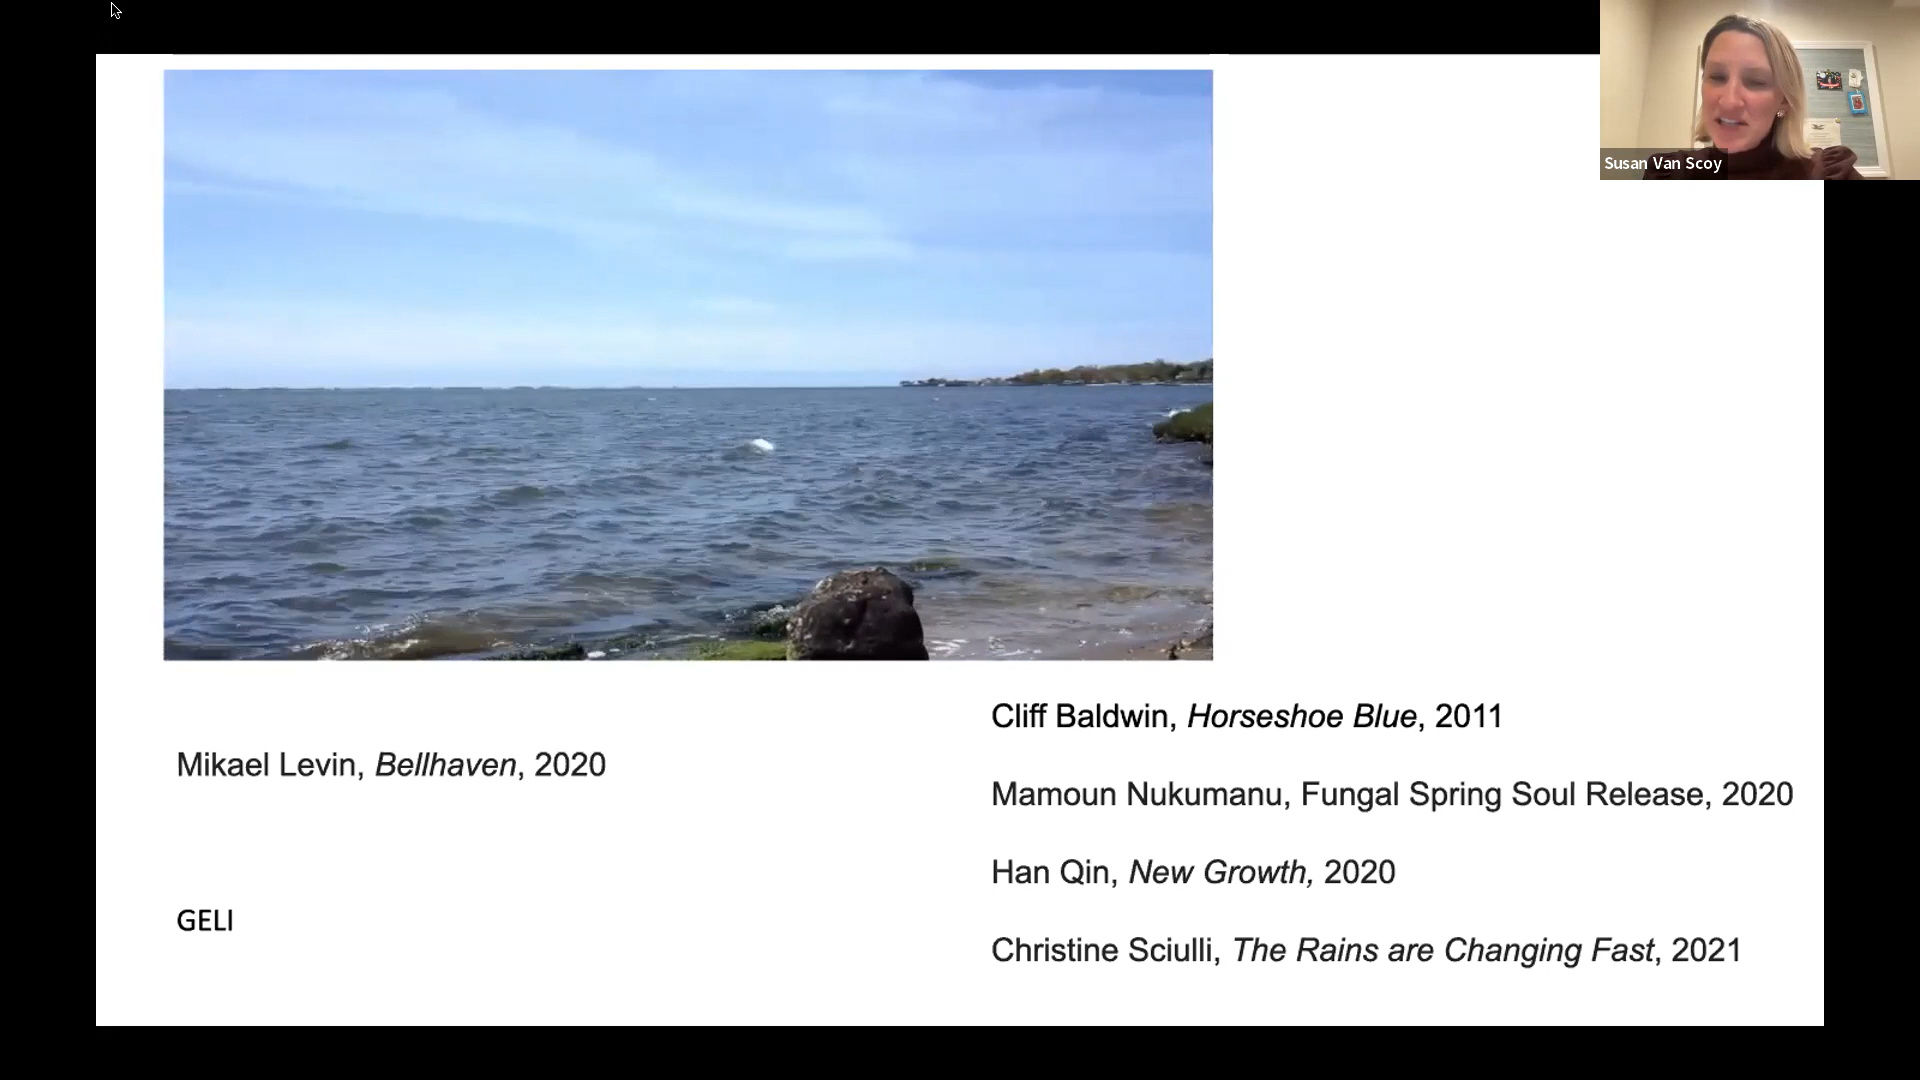 Susan Van Scoy
Cliff Baldwin, Horseshoe Blue, 2011
Mikael Levin, Bellhaven, 2020
Mamoun Nukumanu, Fungal Spring Soul Release, 2020
Han Qin, New Growth, 2020
GELI
Christine Sciulli, The Rains are Changing Fast, 2021